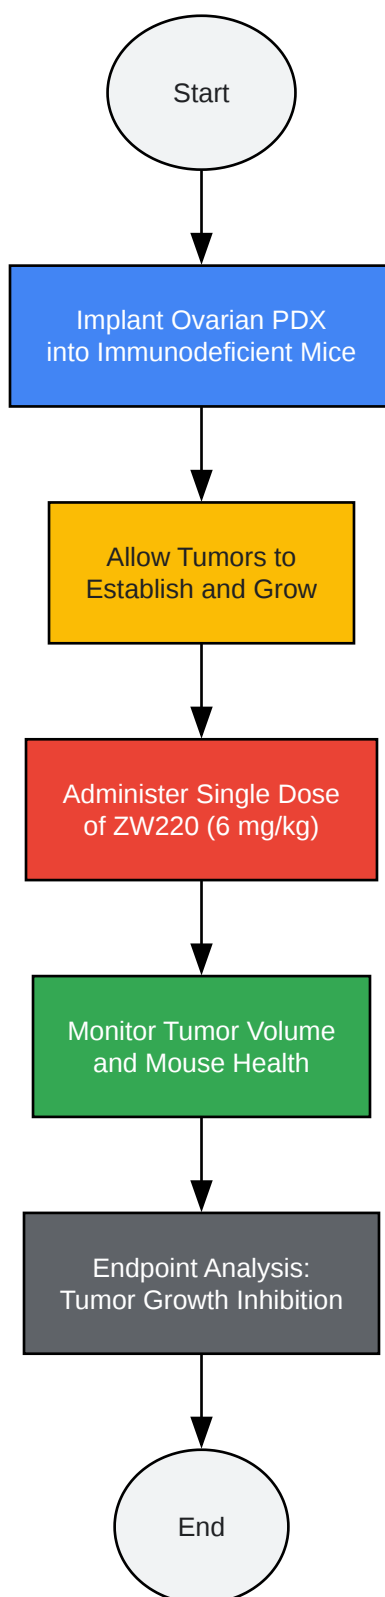 Start
Implant Ovarian PDX
into Immunodeficient Mice
Allow Tumors to
Establish and Grow
Administer Single Dose
of ZW220 (6 mg/kg)
Monitor Tumor Volume
and Mouse Health
Endpoint Analysis:
Tumor Growth Inhibition
End